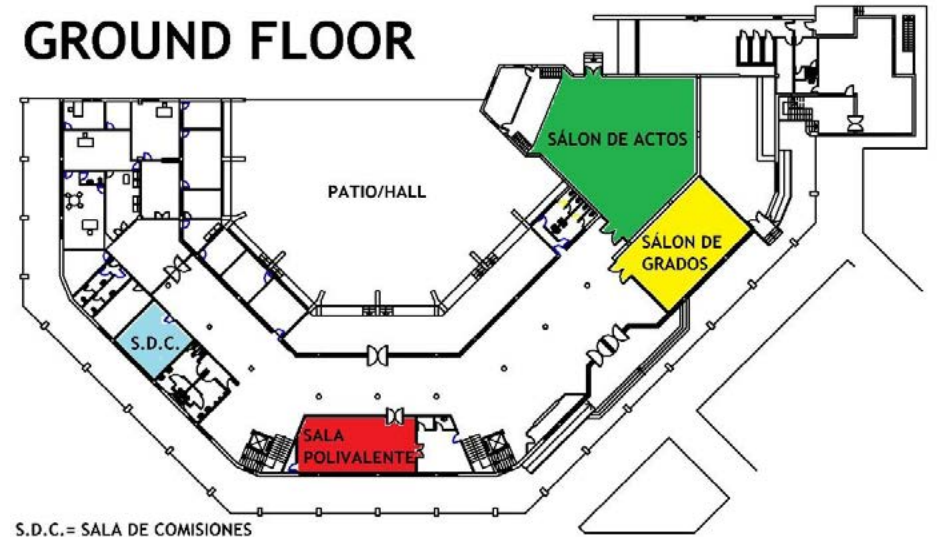 GROUND FLOOR
SÁLON DE ACTOS
PATIO/HALL
SÁLON DE
GRADOS
S.D.C.
SALA
POLIVALENTE
S.D.C.= SALA DE COMISIONES